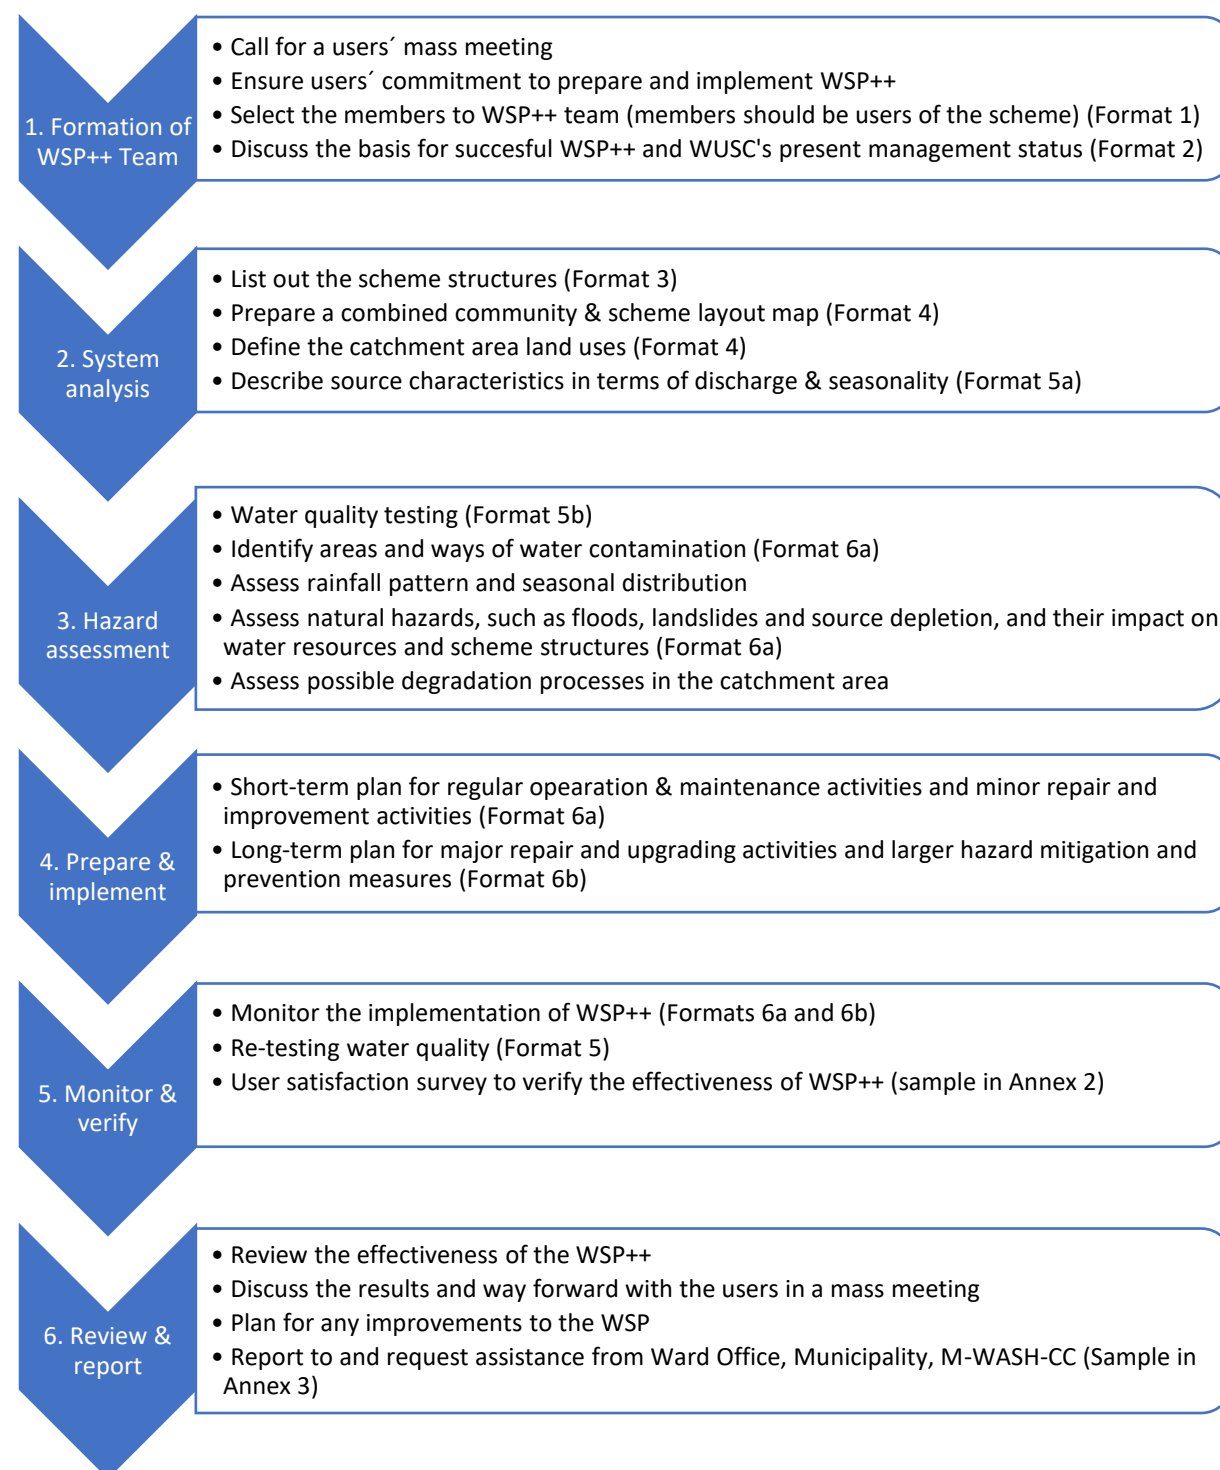 1. Formation of
WSP++ Team
• Call for a users´ mass meeting
• Ensure users´ commitment to prepare and implement WSP++
• Select the members to WSP++ team (members should be users of the scheme) (Format 1)
• Discuss the basis for succesful WSP++ and WUSC's present management status (Format 2)
2. System
analysis
• List out the scheme structures (Format 3)
• Prepare a combined community & scheme layout map (Format 4)
• Define the catchment area land uses (Format 4)
• Describe source characteristics in terms of discharge & seasonality (Format 5a)
3. Hazard
assessment
• Water quality testing (Format 5b)
• Identify areas and ways of water contamination (Format 6a)
• Assess rainfall pattern and seasonal distribution
• Assess natural hazards, such as floods, landslides and source depletion, and their impact on
water resources and scheme structures (Format 6a)
• Assess possible degradation processes in the catchment area
4. Prepare &
implement
• Short-term plan for regular opearation & maintenance activities and minor repair and
improvement activities (Format 6a)
• Long-term plan for major repair and upgrading activities and larger hazard mitigation and
prevention measures (Format 6b)
5. Monitor &
verify
• Monitor the implementation of WSP++ (Formats 6a and 6b)
• Re-testing water quality (Format 5)
• User satisfaction survey to verify the effectiveness of WSP++ (sample in Annex 2)
6. Review &
report
• Review the effectiveness of the WSP++
• Discuss the results and way forward with the users in a mass meeting
• Plan for any improvements to the WSP
• Report to and request assistance from Ward Office, Municipality, M-WASH-CC (Sample in
Annex 3)